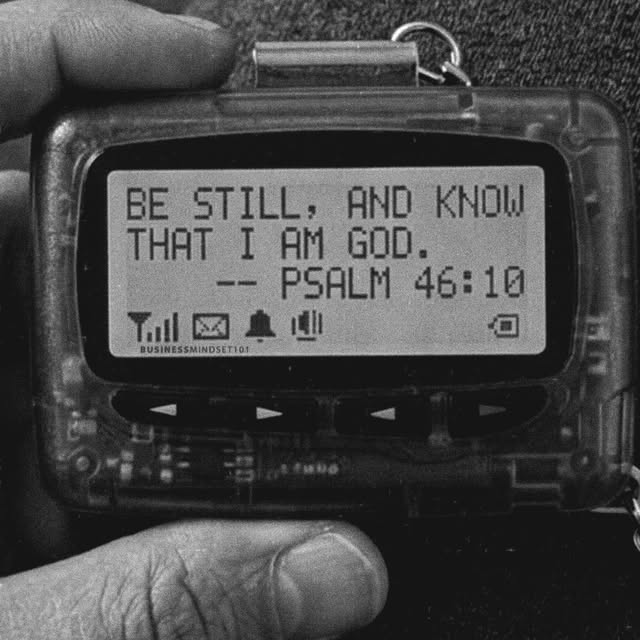 BE STILL, AND KNOW
THAT I AM GOD.
-- PSALM 46:10
BUSINESSMINDSET101